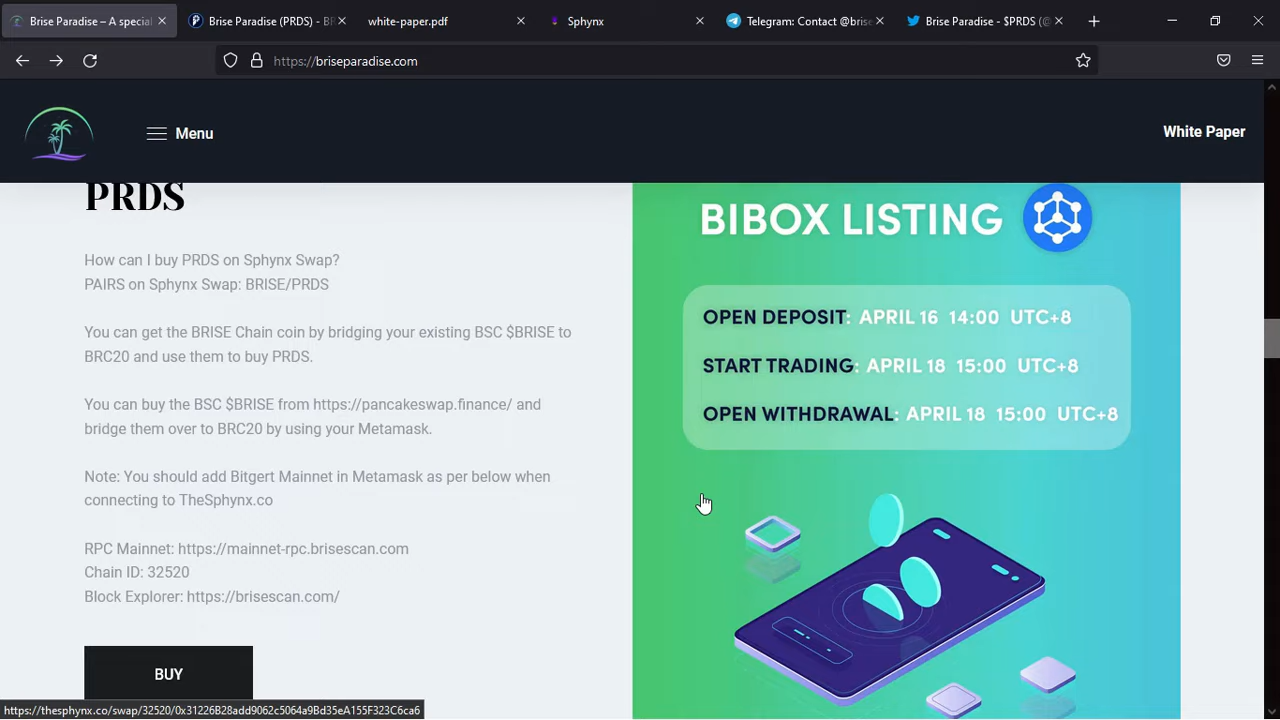 Brise Paradise – A special
Brise Paradise (PRDS) - BR
white-paper.pdf
Sphynx
Telegram: Contact @brise
Brise Paradise - $PRDS (@
https://briseparadise.com
Menu
White Paper
PRDS
How can I buy PRDS on Sphynx Swap?
PAIRS on Sphynx Swap: BRISE/PRDS
You can get the BRISE Chain coin by bridging your existing BSC $BRISE to
BRC20 and use them to buy PRDS.
You can buy the BSC $BRISE from https://pancakeswap.finance/ and
bridge them over to BRC20 by using your Metamask.
Note: You should add Bitgert Mainnet in Metamask as per below when
connecting to TheSphynx.co
RPC Mainnet: https://mainnet-rpc.brisescan.com
Chain ID: 32520
Block Explorer: https://brisescan.com/
BUY
BIBOX LISTING
OPEN DEPOSIT: APRIL 16 14:00 UTC+8
START TRADING: APRIL 18 15:00 UTC+8
OPEN WITHDRAWAL: APRIL 18 15:00 UTC+8
https://thesphynx.co/swap/32520/0x31226B28add9062c5064a9Bd35eA155F323C6ca6